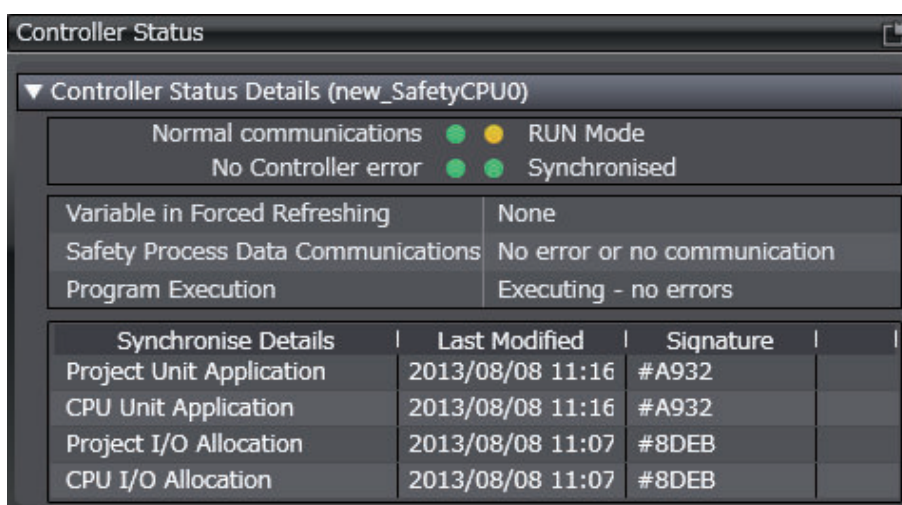 Controller Status
▼ Controller Status Details (new_SafetyCPU0)
Normal communications RUN Mode
No Controller error Synchronised
Variable in Forced Refreshing None
Safety Process Data Communications No error or no communication
Program Execution Executing - no errors
Synchronise Details Last Modified Signature
Project Unit Application 2013/08/08 11:16 #A932
CPU Unit Application 2013/08/08 11:16 #A932
Project I/O Allocation 2013/08/08 11:07 #8DEB
CPU I/O Allocation 2013/08/08 11:07 #8DEB